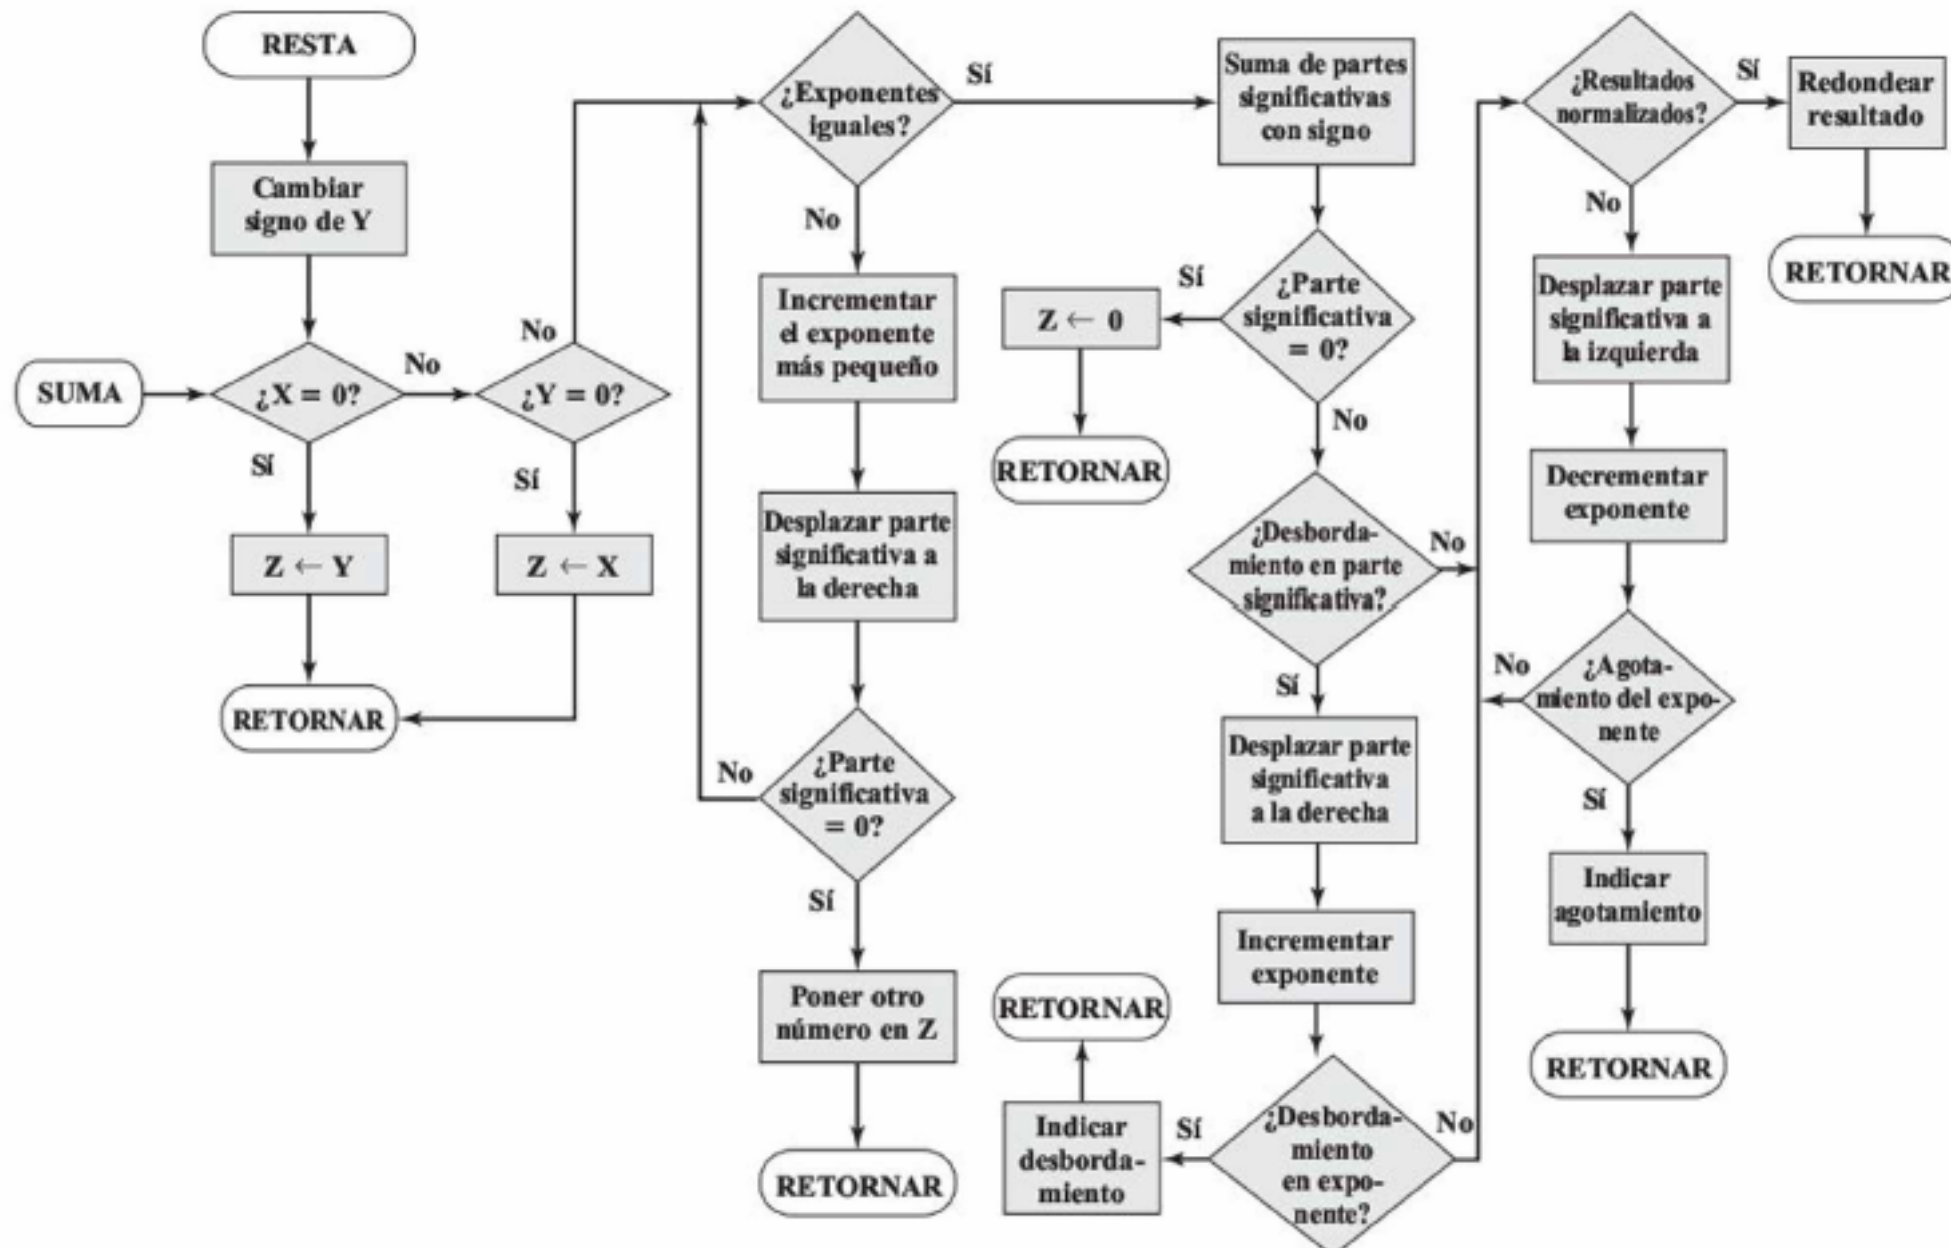 RESTA
Cambiar
signo de Y
SUMA
¿X = 0?
No
Sí
Z ← Y
RETORNAR
¿Y = 0?
No
Sí
Z ← X
¿Exponentes
iguales?
Sí
No
Incrementar
el exponente
más pequeño
Desplazar parte
significativa a
la derecha
¿Parte
significativa
= 0?
No
Sí
Poner otro
número en Z
RETORNAR
Suma de partes
significativas
con signo
¿Parte
significativa
= 0?
Sí
Z ← 0
RETORNAR
No
¿Desborda-
miento en parte
significativa?
No
Sí
Desplazar parte
significativa
a la derecha
Incrementar
exponente
¿Desborda-
miento
en expo-
nente?
Sí
Indicar
desborda-
miento
RETORNAR
No
¿Resultados
normalizados?
Sí
Redondear
resultado
RETORNAR
No
Desplazar parte
significativa a
la izquierda
Decrementar
exponente
¿Agota-
miento del expo-
nente
No
Sí
Indicar
agotamiento
RETORNAR